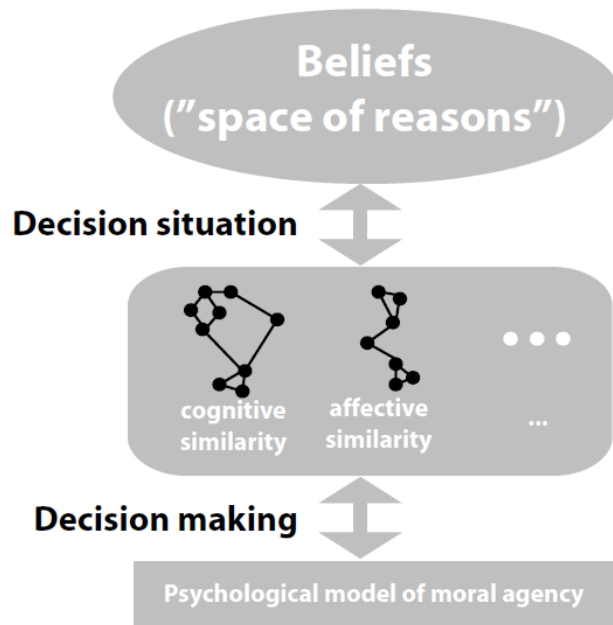 Beliefs
("space of reasons")
Decision situation
cognitive
similarity
affective
similarity
...
Decision making
Psychological model of moral agency